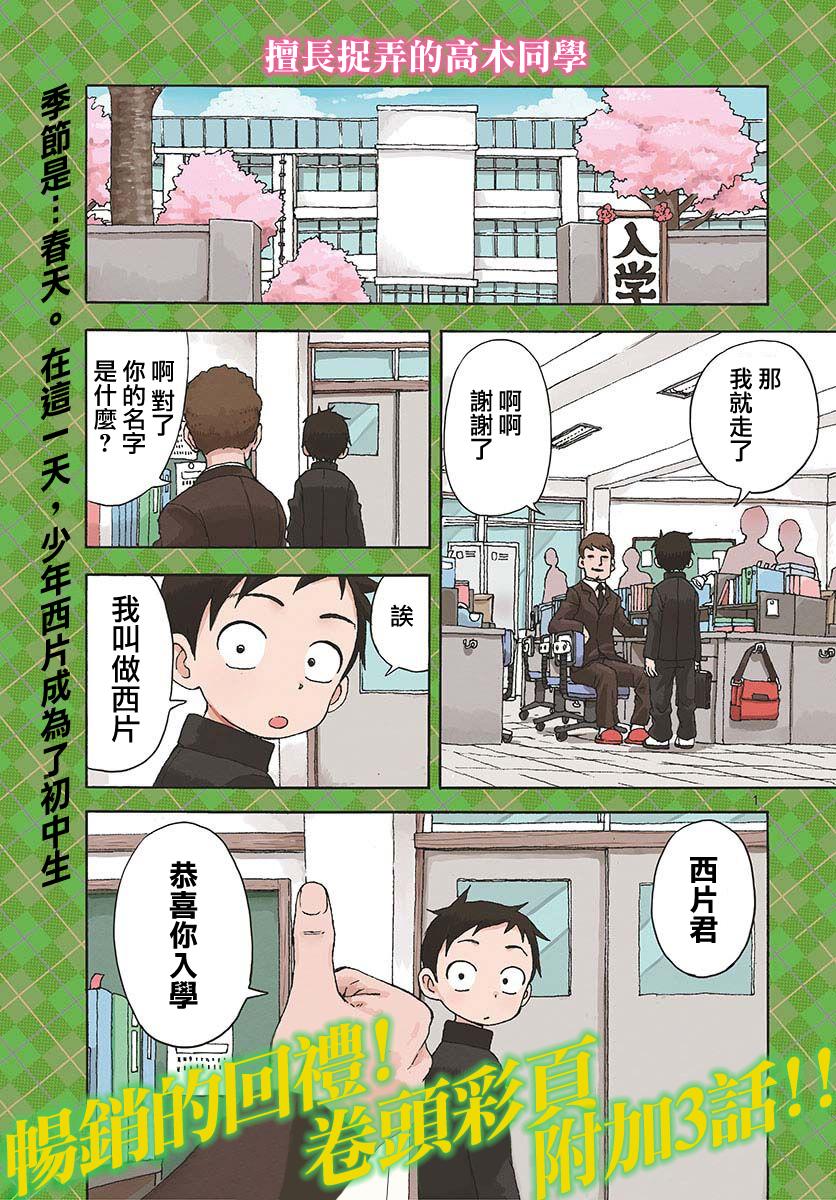 擅長捉弄的高木同學
季節是…春天。在這一天，少年西片成為了初中生
入学
那
我就走了
啊啊
謝謝了
啊對了
你的名字
是什麼?
誒
我叫做西片
1
西片君
恭喜你入學
暢銷的回禮!
卷頭彩頁
附加3話!!